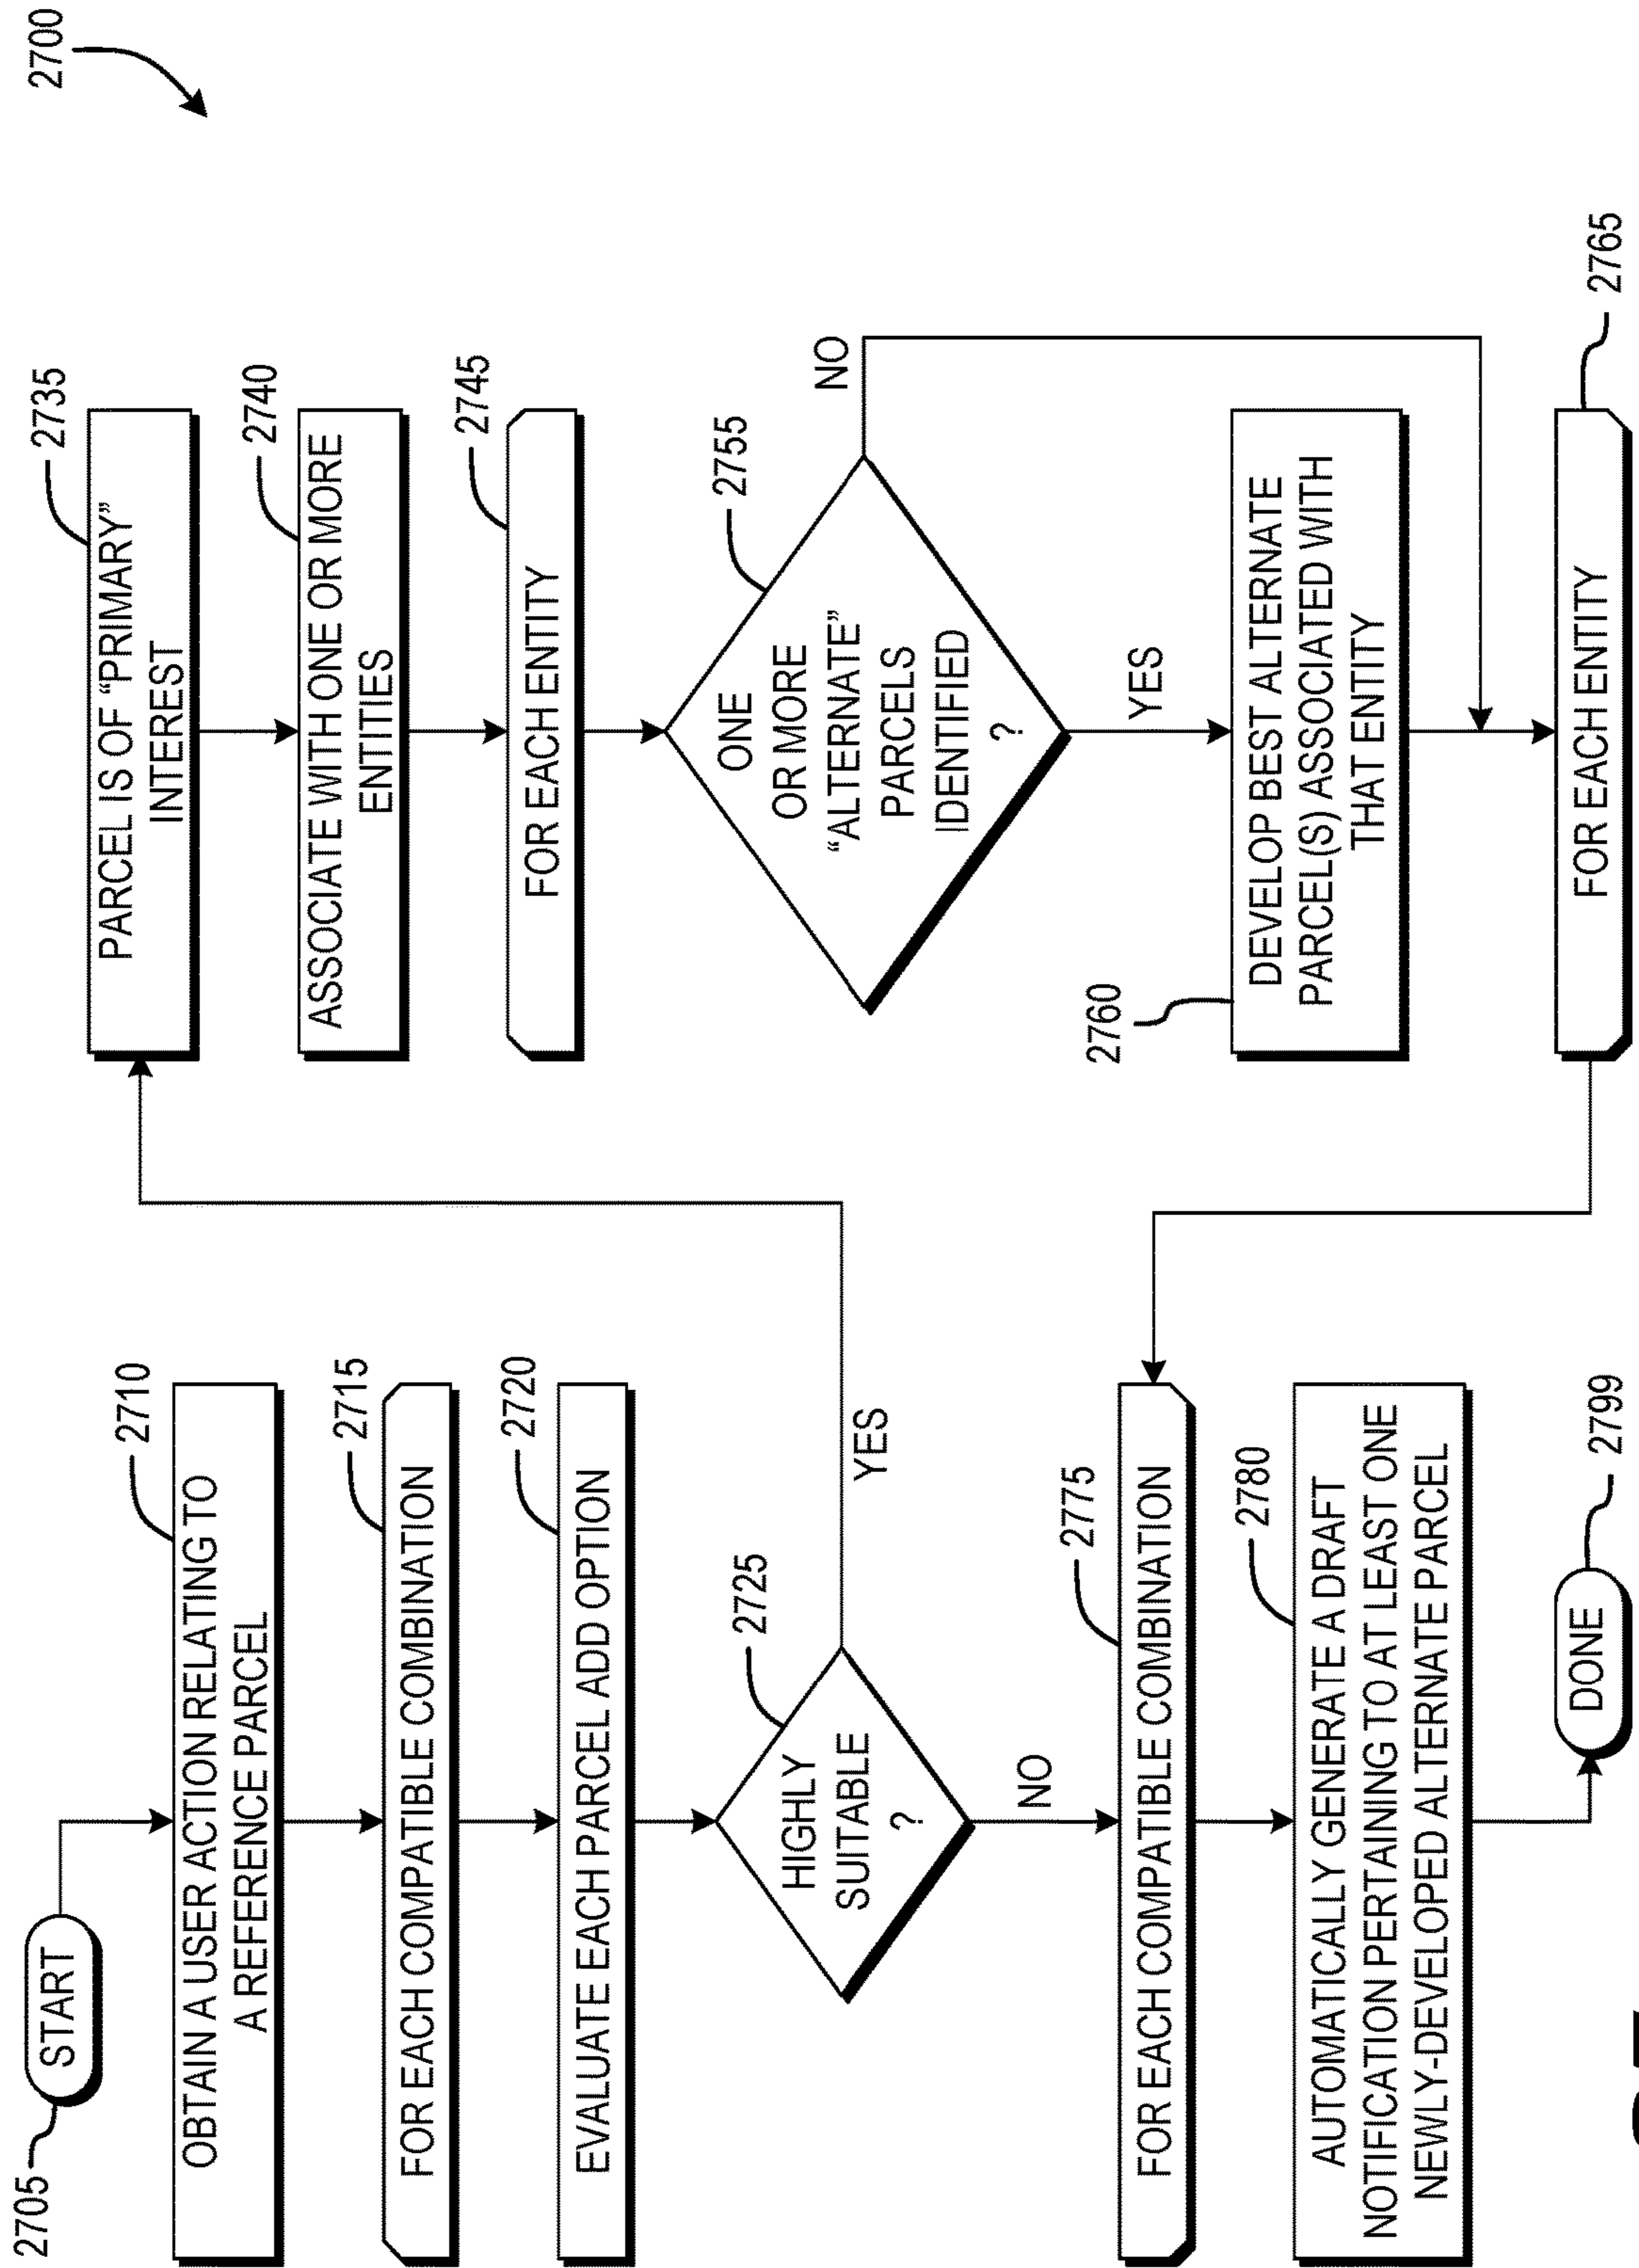 2700
2705
START
2710
OBTAIN A USER ACTION RELATING TO
A REFERENCE PARCEL
2715
FOR EACH COMPATIBLE COMBINATION
2720
EVALUATE EACH PARCEL ADD OPTION
2725
HIGHLY
SUITABLE
?
YES
NO
2775
FOR EACH COMPATIBLE COMBINATION
2780
AUTOMATICALLY GENERATE A DRAFT
NOTIFICATION PERTAINING TO AT LEAST ONE
NEWLY-DEVELOPED ALTERNATE PARCEL
DONE
2799
2735
PARCEL IS OF “PRIMARY”
INTEREST
2740
ASSOCIATE WITH ONE OR MORE
ENTITIES
2745
FOR EACH ENTITY
2755
ONE
OR MORE
“ALTERNATE”
PARCELS
IDENTIFIED
?
NO
YES
2760
DEVELOP BEST ALTERNATE
PARCEL(S) ASSOCIATED WITH
THAT ENTITY
2765
FOR EACH ENTITY